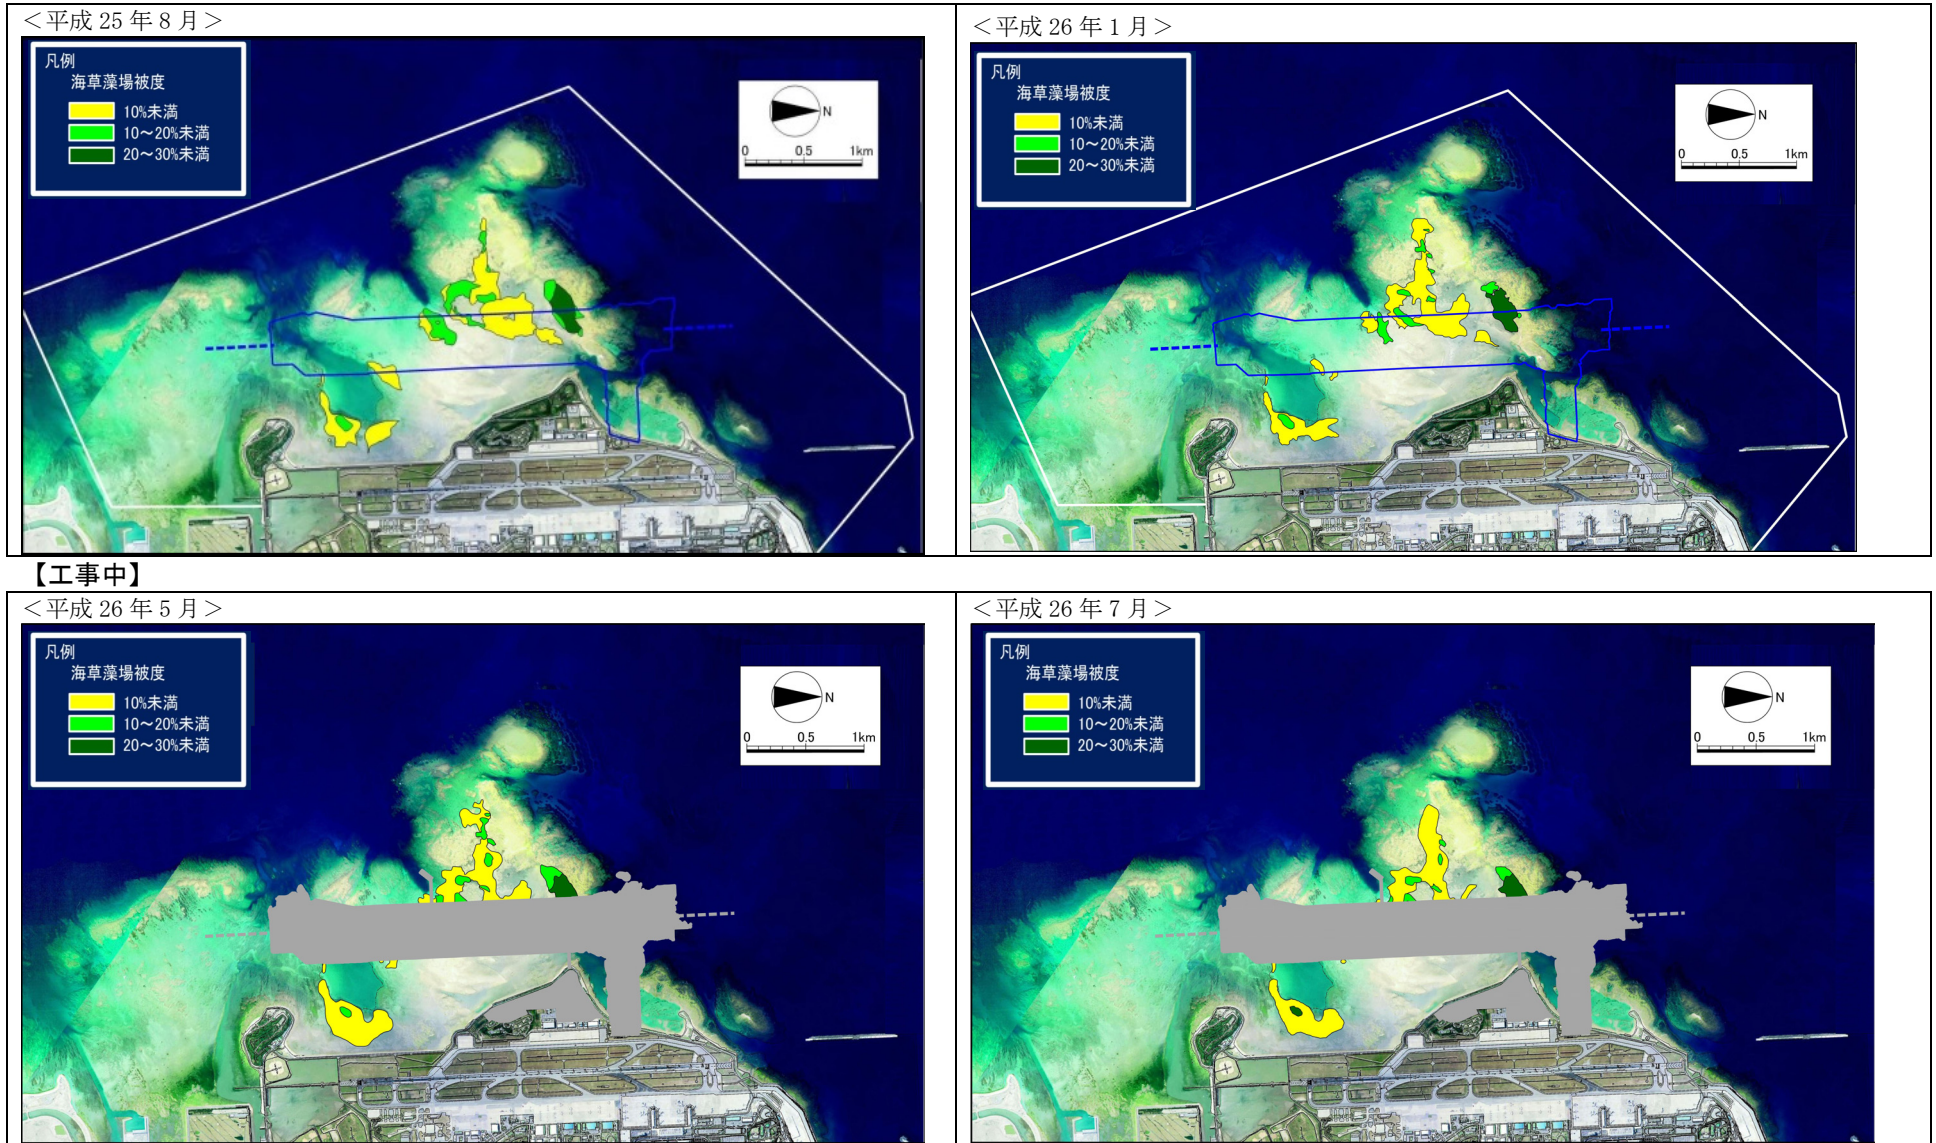 ＜平成 25 年 8 月＞
凡例
海草藻場被度
10%未満
10～20%未満
20～30%未満
N
0 0.5 1km
＜平成 26 年 1 月＞
凡例
海草藻場被度
10%未満
10～20%未満
20～30%未満
N
0 0.5 1km
【工事中】
＜平成 26 年 5 月＞
凡例
海草藻場被度
10%未満
10～20%未満
20～30%未満
N
0 0.5 1km
＜平成 26 年 7 月＞
凡例
海草藻場被度
10%未満
10～20%未満
20～30%未満
N
0 0.5 1km